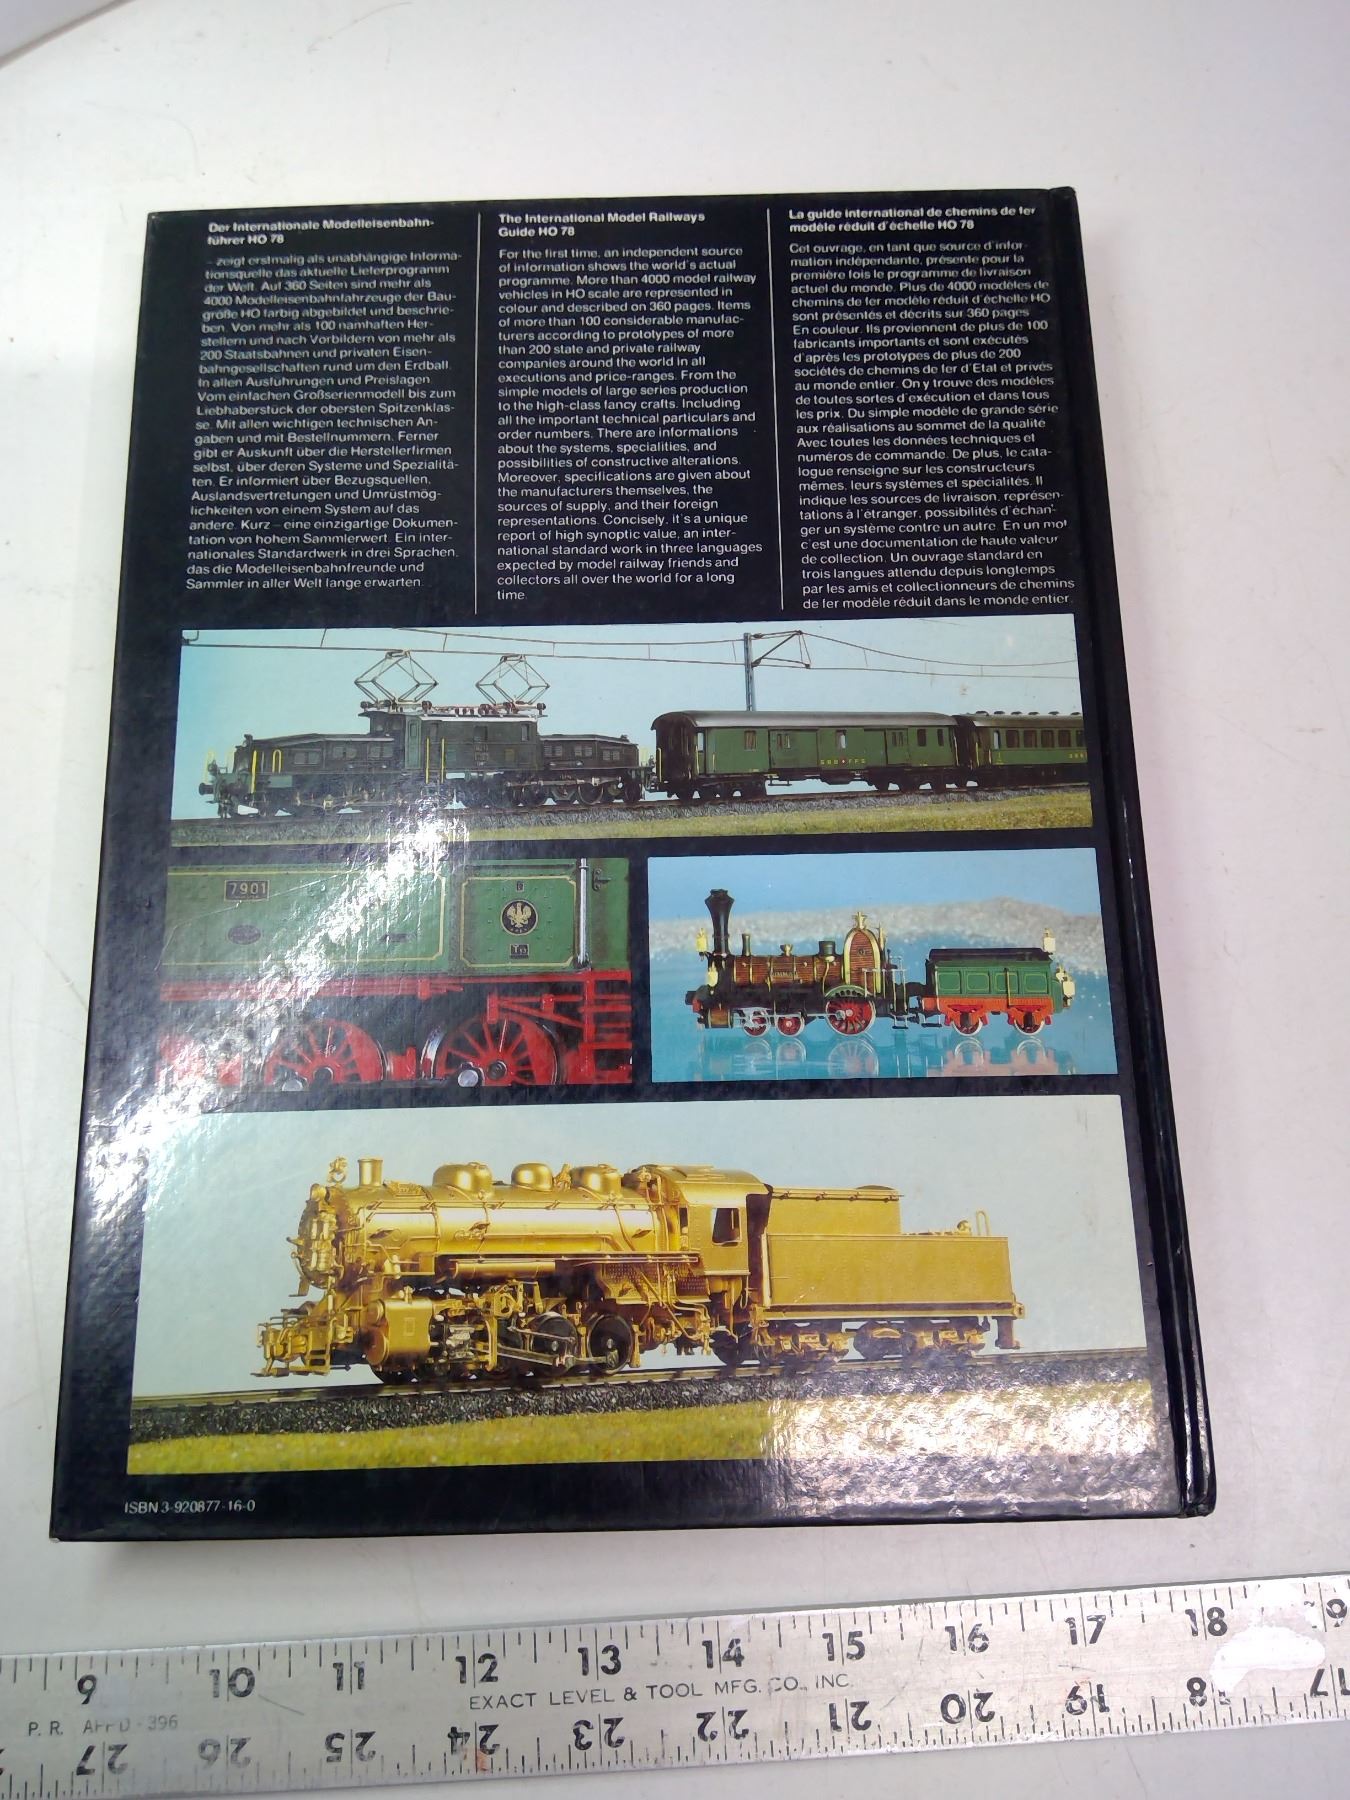 Der Internationale Modelleisenbahn-
führer HO 78
– zeigt erstmalig als unabhängige Informa-
tionsquelle das aktuelle Lieferprogramm
der Welt. Auf 360 Seiten sind mehr als
4000 Modelleisenbahnfahrzeuge der Bau-
größe HO farbig abgebildet und beschrie-
ben. Von mehr als 100 namhaften Her-
stellern und nach Vorbildern von mehr als
200 Staatsbahnen und privaten Eisen-
bahngesellschaften rund um den Erdball.
In allen Ausführungen und Preislagen.
Vom einfachen Großserienmodell bis zum
Liebhaberstück der obersten Spitzenklas-
se. Mit allen wichtigen technischen An-
gaben und mit Bestellnummern. Ferner
gibt er Auskunft über die Herstellerfirmen
selbst, über deren Systeme und Spezialitä-
ten. Er informiert über Bezugsquellen,
Auslandsvertretungen und Umrüstmög-
lichkeiten von einem System auf das
andere. Kurz – eine einzigartige Dokumen-
tation von hohem Sammlerwert. Ein inter-
nationales Standardwerk in drei Sprachen,
das die Modelleisenbahnfreunde und
Sammler in aller Welt lange erwarten.
The International Model Railways
Guide HO 78
For the first time, an independent source
of information shows the world's actual
programme. More than 4000 model railway
vehicles in HO scale are represented in
colour and described on 360 pages. Items
of more than 100 considerable manufac-
turers according to prototypes of more
than 200 state and private railway
companies around the world in all
executions and price-ranges. From the
simple models of large series production
to the high-class fancy crafts. Including
all the important technical particulars and
order numbers. There are informations
about the systems, specialities, and
possibilities of constructive alterations.
Moreover, specifications are given about
the manufacturers themselves, the
sources of supply, and their foreign
representations. Concisely, it's a unique
report of high synoptic value, an inter-
national standard work in three languages
expected by model railway friends and
collectors all over the world for a long
time.
La guide international de chemins de fer
modèle réduit d'échelle HO 78
Cet ouvrage, en tant que source d'infor-
mation indépendante, présente pour la
première fois le programme de livraison
actuel du monde. Plus de 4000 modèles de
chemins de fer modèle réduit d'échelle HO
sont présentés et décrits sur 360 pages
En couleur. Ils proviennent de plus de 100
fabricants importants et sont exécutés
d'après les prototypes de plus de 200
sociétés de chemins de fer d'Etat et privés
au monde entier. On y trouve des modèles
de toutes sortes d'exécution et dans tous
les prix. Du simple modèle de grande série
aux réalisations au sommet de la qualité
Avec toutes les données techniques et
numéros de commande. De plus, le cata-
logue renseigne sur les constructeurs
mêmes, leurs systèmes et spécialités. Il
indique les sources de livraison, représen-
tations à l'étranger, possibilités d'échan-
ger un système contre un autre. En un mot
c'est une documentation de haute valeur
de collection. Un ouvrage standard en
trois langues attendu depuis longtemps
par les amis et collectionneurs de chemins
de fer modèle réduit dans le monde entier.
SBB FFS
7901
ISBN 3-920877-16-0
9 10 11 12 13 14 15 16 17 18 19
EXACT LEVEL & TOOL MFG. CO., INC.
P. R. AFFD - 396
27 26 25 24 23 22 21 20 19 18 17